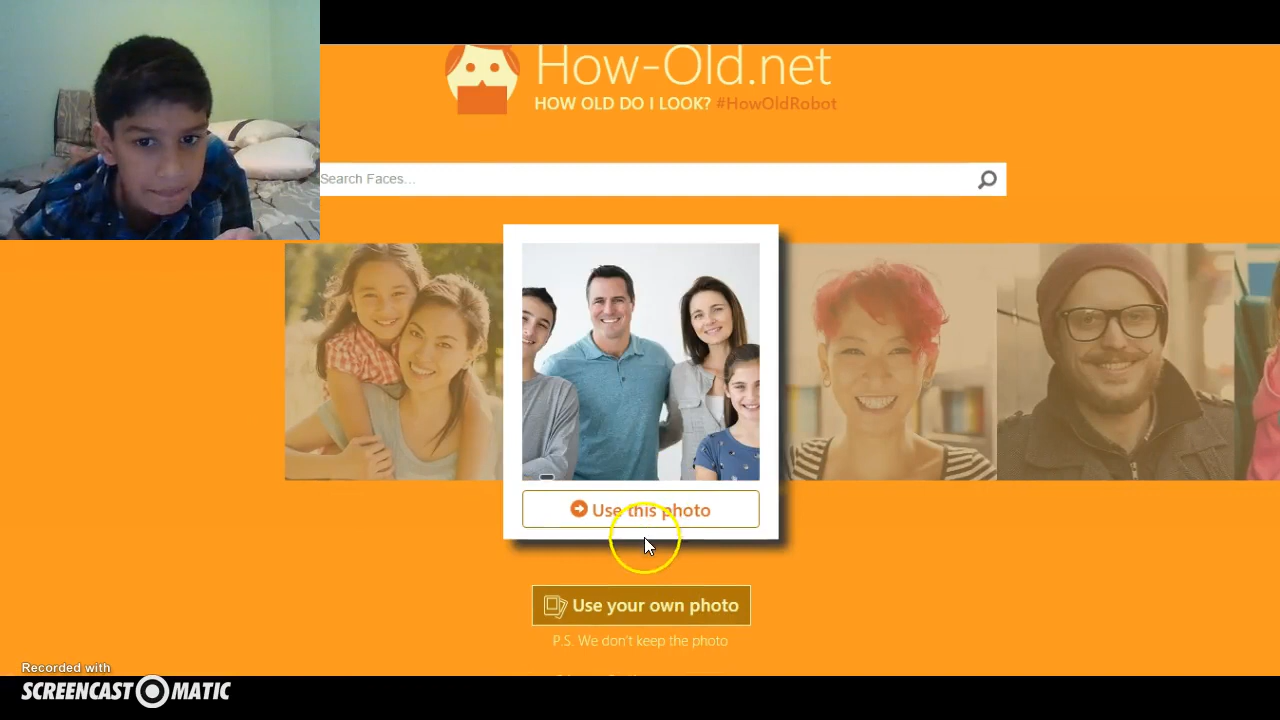 How-Old.net
HOW OLD DO I LOOK? #HowOldRobot
Search Faces...
Use this photo
Use your own photo
P.S. We don't keep the photo
Recorded with
SCREENCAST MATIC